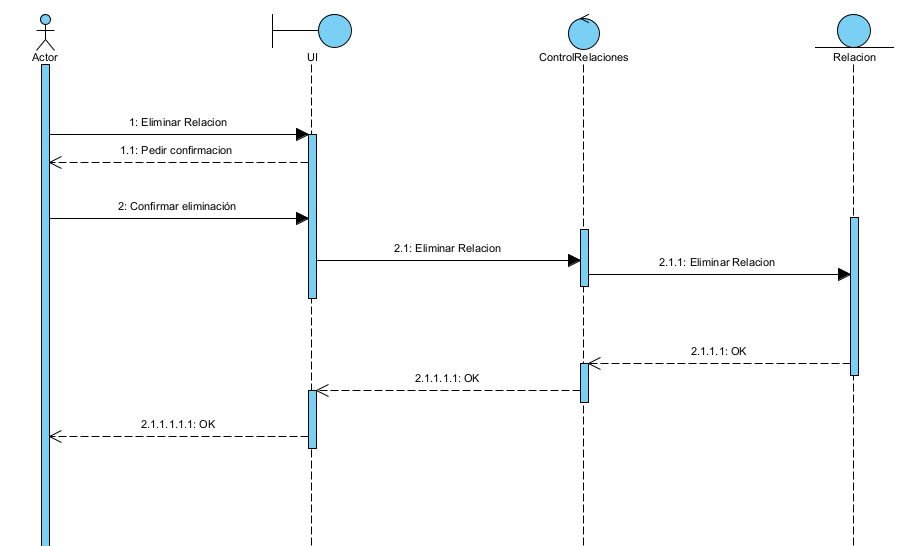 Actor
UI
ControlRelaciones
Relacion
1: Eliminar Relacion
1.1: Pedir confirmacion
2: Confirmar eliminación
2.1: Eliminar Relacion
2.1.1: Eliminar Relacion
2.1.1.1: OK
2.1.1.1.1: OK
2.1.1.1.1.1: OK